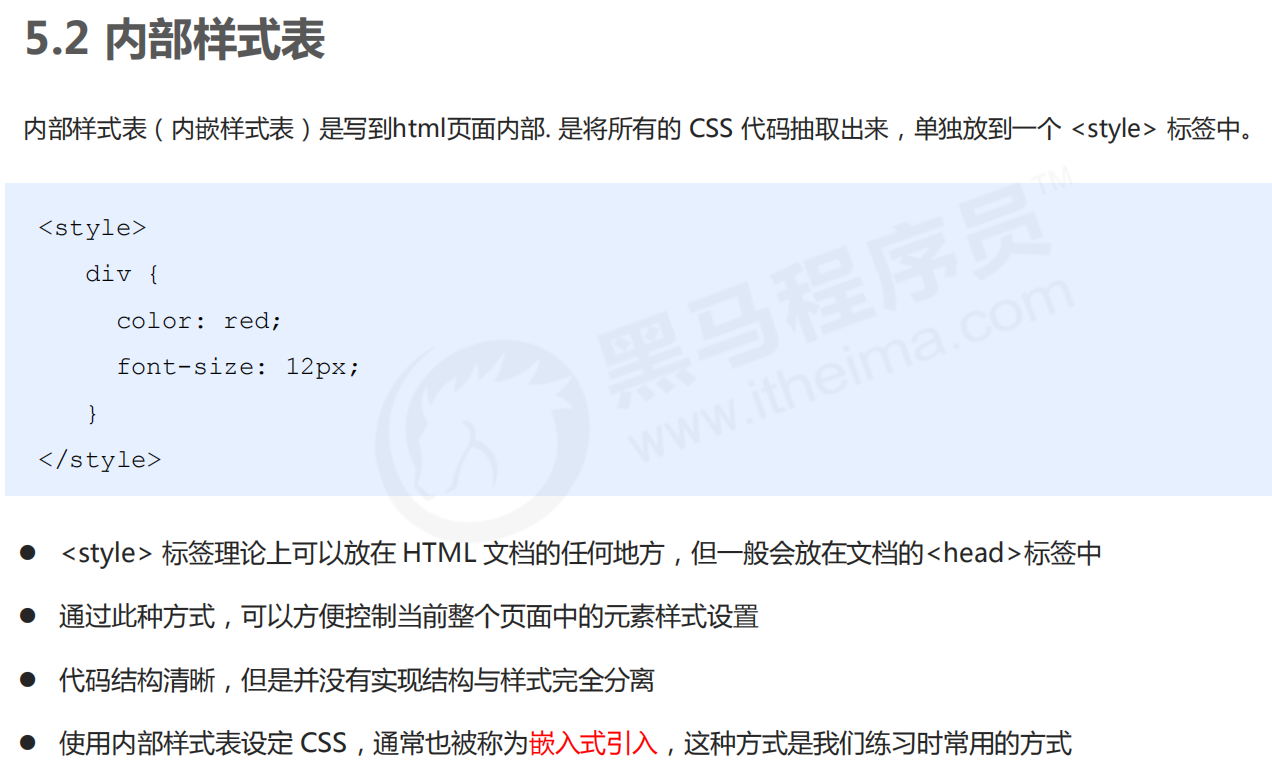 5.2 内部样式表
内部样式表（内嵌样式表）是写到html页面内部. 是将所有的 CSS 代码抽取出来，单独放到一个 <style> 标签中。
<style>
div {
color: red;
font-size: 12px;
}
</style>
黑马程序员™
www.itheima.com
● <style> 标签理论上可以放在 HTML 文档的任何地方，但一般会放在文档的<head>标签中
● 通过此种方式，可以方便控制当前整个页面中的元素样式设置
● 代码结构清晰，但是并没有实现结构与样式完全分离
● 使用内部样式表设定 CSS，通常也被称为嵌入式引入，这种方式是我们练习时常用的方式